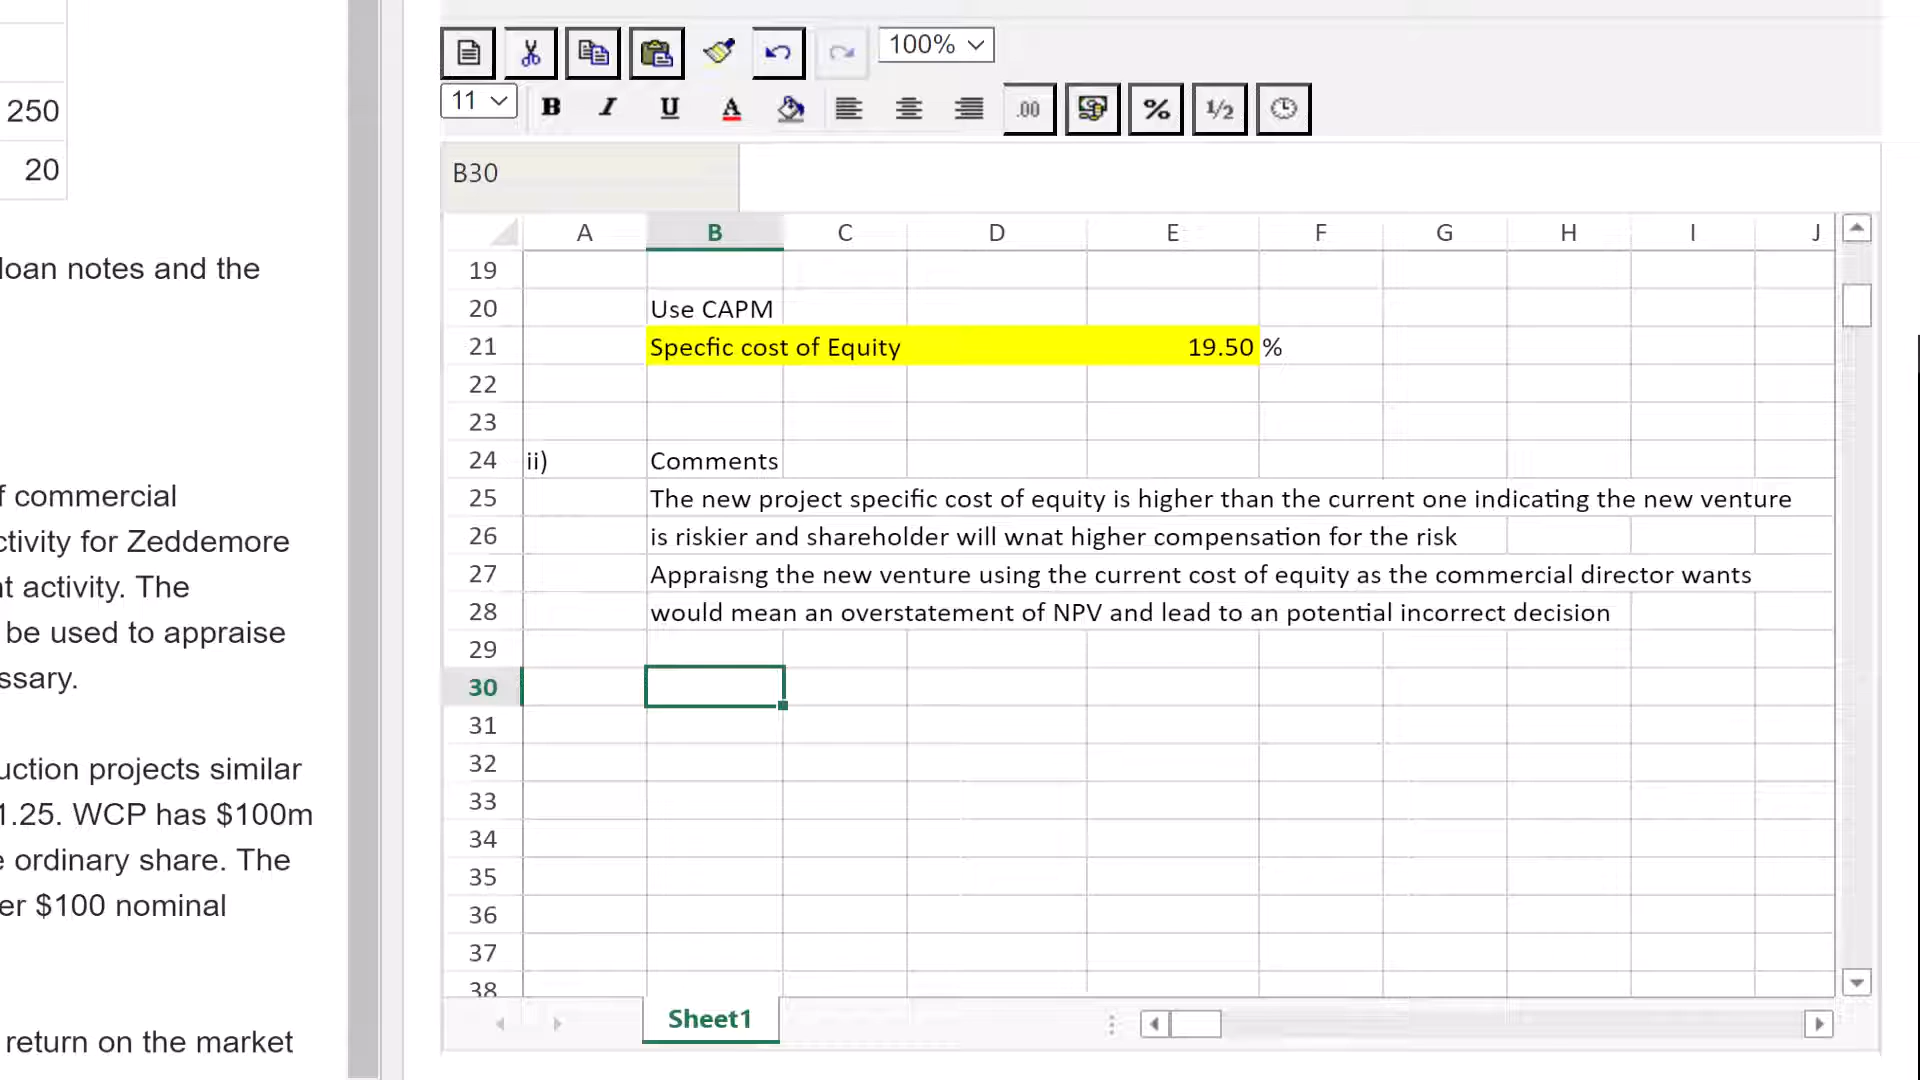 250
20
loan notes and the
commercial
for Zeddemore
activity. The
be used to appraise
projects similar
1.25. WCP has $100m
ordinary share. The
$100 nominal
return on the market
100%
11
B I U A .00 % 1/2
B30
A B C D E F G H I J
19
20 Use CAPM
21 Specfic cost of Equity 19.50 %
22
23
24 ii) Comments
25 The new project specific cost of equity is higher than the current one indicating the new venture
26 is riskier and shareholder will wnat higher compensation for the risk
27 Appraisng the new venture using the current cost of equity as the commercial director wants
28 would mean an overstatement of NPV and lead to an potential incorrect decision
29
30
31
32
33
34
35
36
37
38
Sheet1